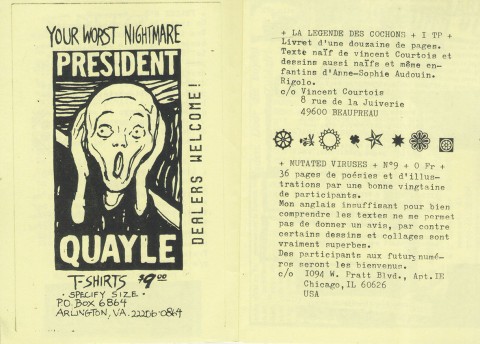 YOUR WORST NIGHTMARE
PRESIDENT
QUAYLE
DEALERS WELCOME!
T-SHIRTS $9.00
• SPECIFY SIZE •
P.O. BOX 6864
ARLINGTON, VA. 22206-0864
+ LA LEGENDE DES COCHONS + I TP +
Livret d'une douzaine de pages.
Texte naïf de vincent Courtois et
dessins aussi naïfs et même en-
fantins d'Anne-Sophie Audouin.
Rigolo.
c/o Vincent Courtois
8 rue de la Juiverie
49600 BEAUPREAU
+ MUTATED VIRUSES + N°9 + 0 Fr +
36 pages de poésies et d'illus-
trations par une bonne vingtaine
de participants.
Mon anglais insuffisant pour bien
comprendre les textes ne me permet
pas de donner un avis, par contre
certains dessins et collages sont
vraiment superbes.
Des participants aux futurs numé-
ros seront les bienvenus.
c/o 1094 W. Pratt Blvd., Apt.IE
Chicago,IL 60626
USA